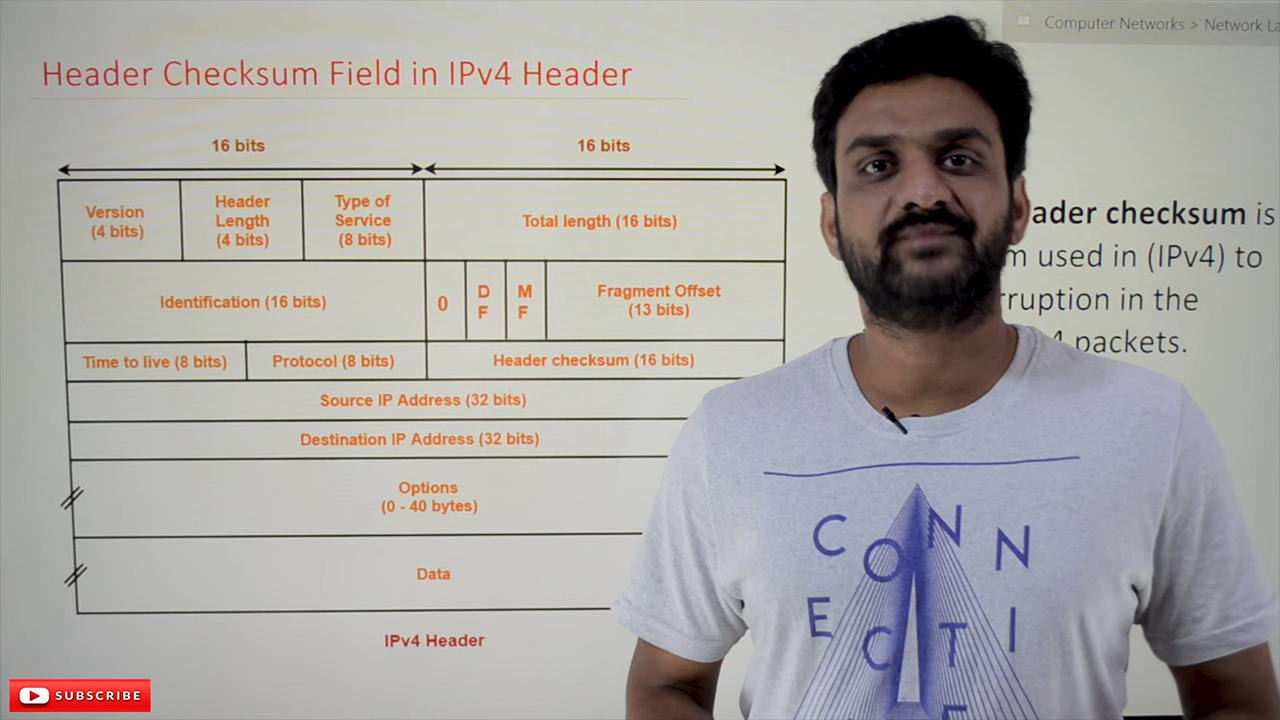 Computer Networks > Network La
Header Checksum Field in IPv4 Header
16 bits
16 bits
Version
(4 bits)
Header
Length
(4 bits)
Type of
Service
(8 bits)
Total length (16 bits)
Identification (16 bits)
0
D
F
M
F
Fragment Offset
(13 bits)
Time to live (8 bits)
Protocol (8 bits)
Header checksum (16 bits)
Source IP Address (32 bits)
Destination IP Address (32 bits)
Options
(0 - 40 bytes)
Data
IPv4 Header
ader checksum is
m used in (IPv4) to
rruption in the
4 packets.
CONN
ECTI
SUBSCRIBE